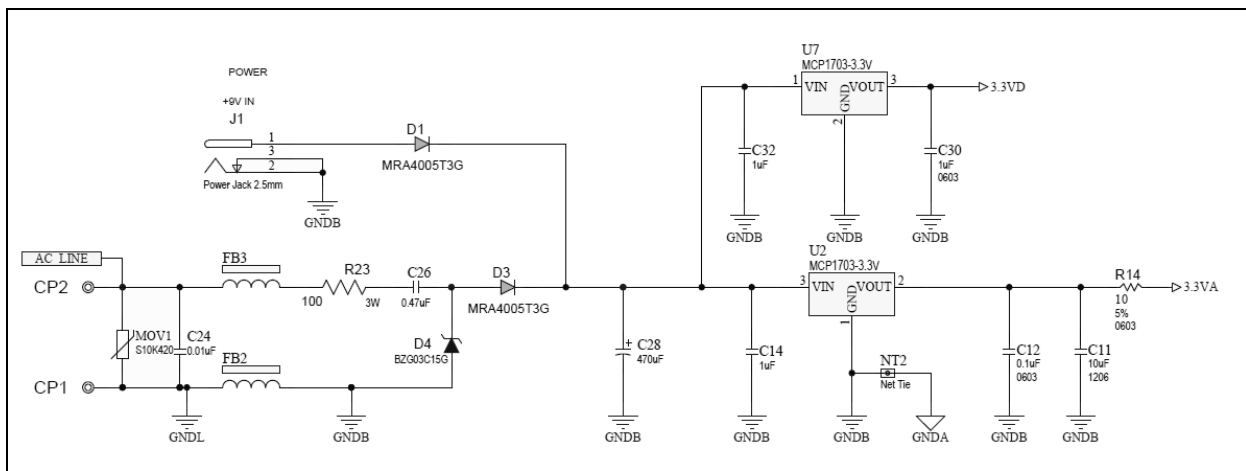 POWER
+9V IN
J1
1
3
2
Power Jack 2.5mm
GNDB
D1
MRA4005T3G
U7
MCP1703-3.3V
1
VIN
VOUT
3
GND
2
3.3VD
C32
1uF
GNDB
GNDB
C30
1uF
0603
GNDB
AC LINE
CP2
CP1
MOV1
S10K420
C24
0.01uF
GNDL
FB3
FB2
GNDB
R23
100
3W
C26
0.47uF
D4
BZG03C15G
D3
MRA4005T3G
C28
470uF
GNDB
C14
1uF
GNDB
U2
MCP1703-3.3V
3
VIN
VOUT
2
GND
1
NT2
Net Tie
GNDB
GNDA
C12
0.1uF
0603
GNDB
C11
10uF
1206
GNDB
R14
10
5%
0603
3.3VA